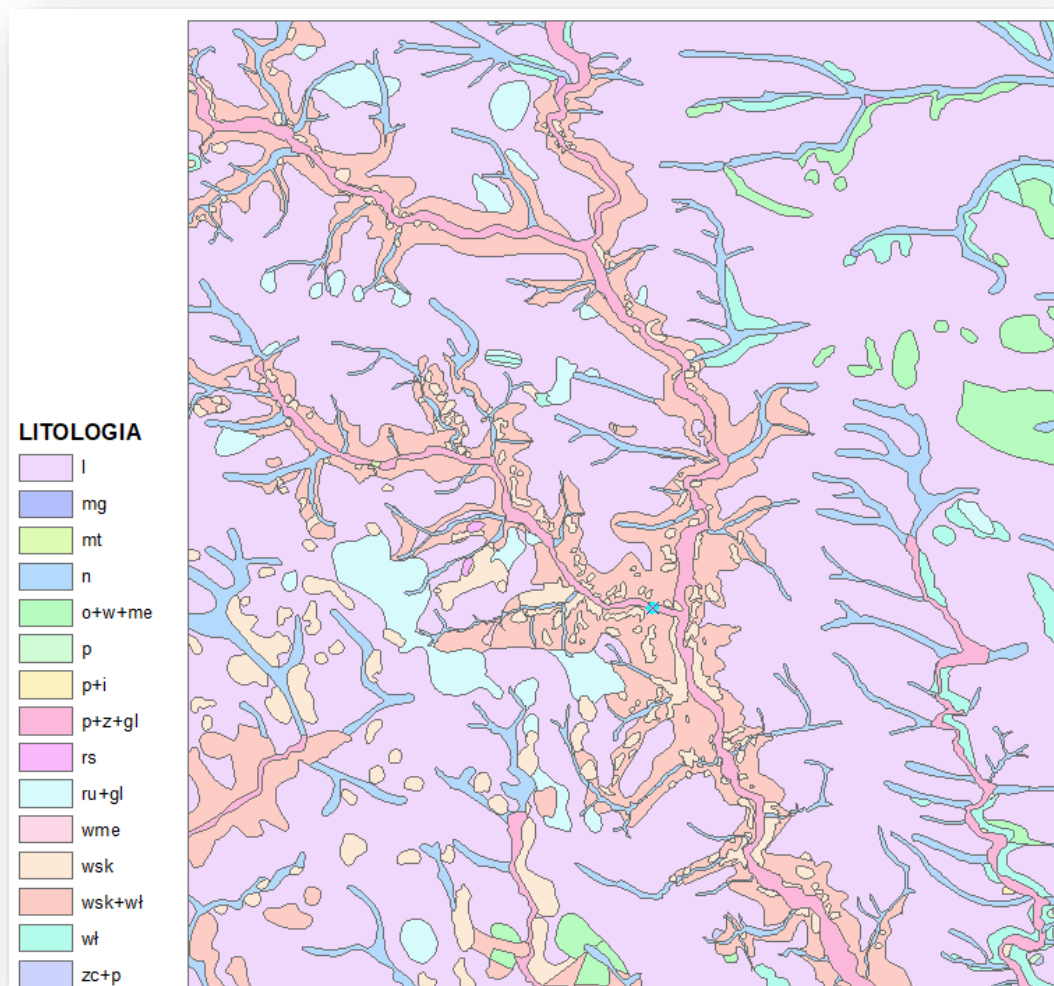 LITOLOGIA
l
mg
mt
n
o+w+me
p
p+i
p+z+gl
rs
ru+gl
wme
wsk
wsk+wł
wł
zc+p